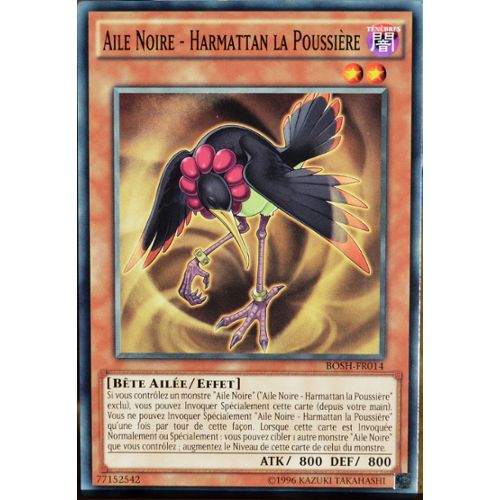 Aile Noire - Harmattan la Poussière
TÉNÈBRES
闇
BOSH-FR014
[Bête Ailée/Effet]
Si vous contrôlez un monstre "Aile Noire" ("Aile Noire - Harmattan la Poussière"
exclu), vous pouvez Invoquer Spécialement cette carte (depuis votre main).
Vous ne pouvez Invoquer Spécialement "Aile Noire - Harmattan la Poussière"
qu'une fois par tour de cette façon. Lorsque cette carte est Invoquée
Normalement ou Spécialement : vous pouvez cibler 1 autre monstre "Aile Noire"
que vous contrôlez ; augmentez le Niveau de cette carte de celui du monstre.
ATK/ 800 DEF/ 800
77152542
©1996 KAZUKI TAKAHASHI